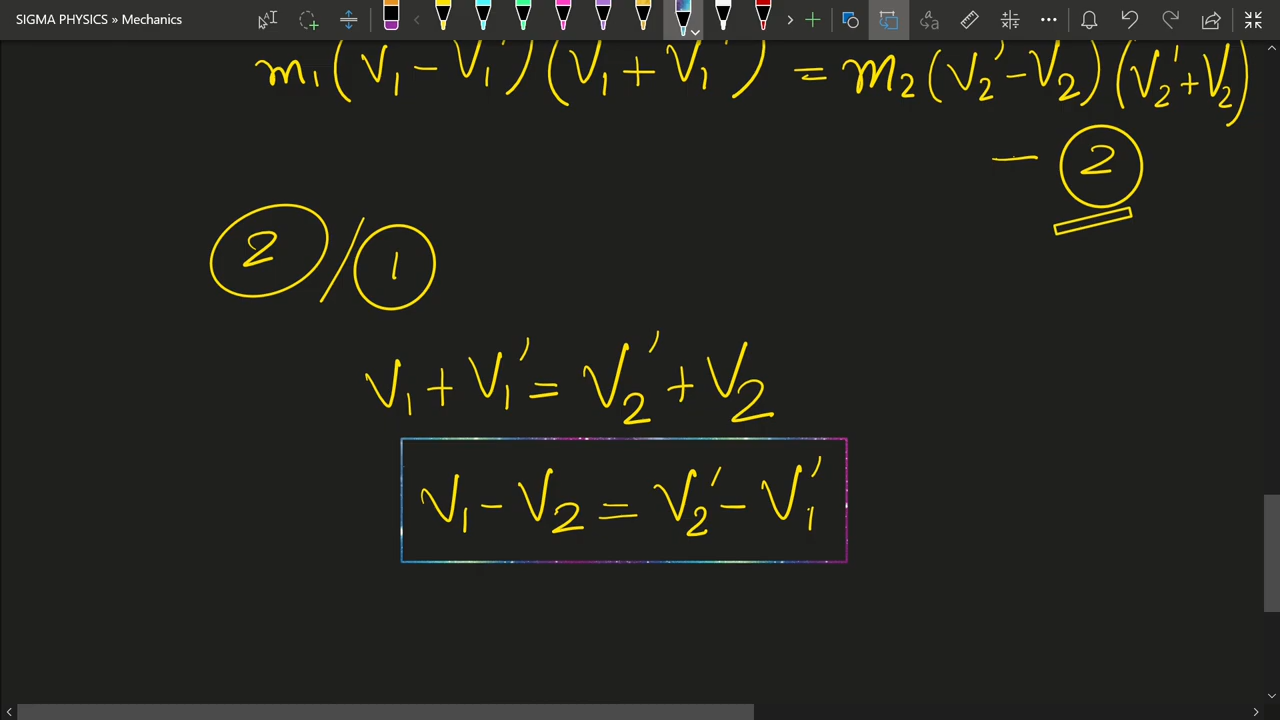 SIGMA PHYSICS » Mechanics
m₁(V₁ - V₁')(V₁ + V₁') = m₂(V₂' - V₂)(V₂' + V₂)
— 2
2 / 1
V₁ + V₁' = V₂' + V₂
V₁ - V₂ = V₂' - V₁'